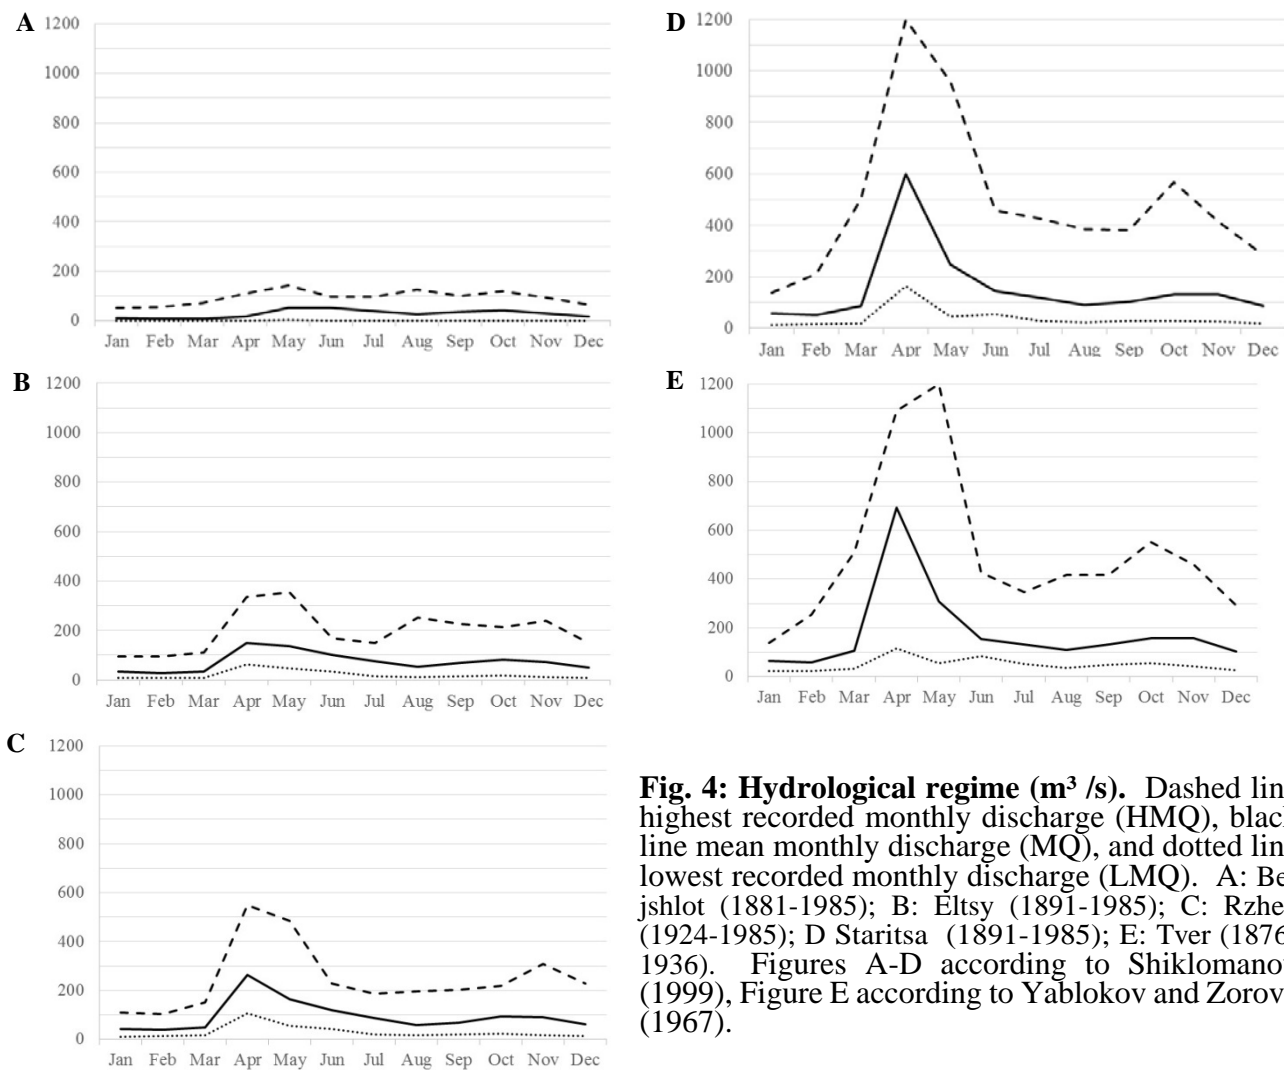 A
1200
1000
800
600
400
200
0
Jan Feb Mar Apr May Jun Jul Aug Sep Oct Nov Dec
B
1200
1000
800
600
400
200
0
Jan Feb Mar Apr May Jun Jul Aug Sep Oct Nov Dec
C
1200
1000
800
600
400
200
0
Jan Feb Mar Apr May Jun Jul Aug Sep Oct Nov Dec
D
1200
1000
800
600
400
200
0
Jan Feb Mar Apr May Jun Jul Aug Sep Oct Nov Dec
E
1200
1000
800
600
400
200
0
Jan Feb Mar Apr May Jun Jul Aug Sep Oct Nov Dec
Fig. 4: Hydrological regime (m³ /s). Dashed lin
highest recorded monthly discharge (HMQ), black
line mean monthly discharge (MQ), and dotted lin
lowest recorded monthly discharge (LMQ). A: Be
jshlot (1881-1985); B: Eltsy (1891-1985); C: Rzhe
(1924-1985); D Staritsa (1891-1985); E: Tver (1876
1936). Figures A-D according to Shiklomano
(1999), Figure E according to Yablokov and Zorov
(1967).